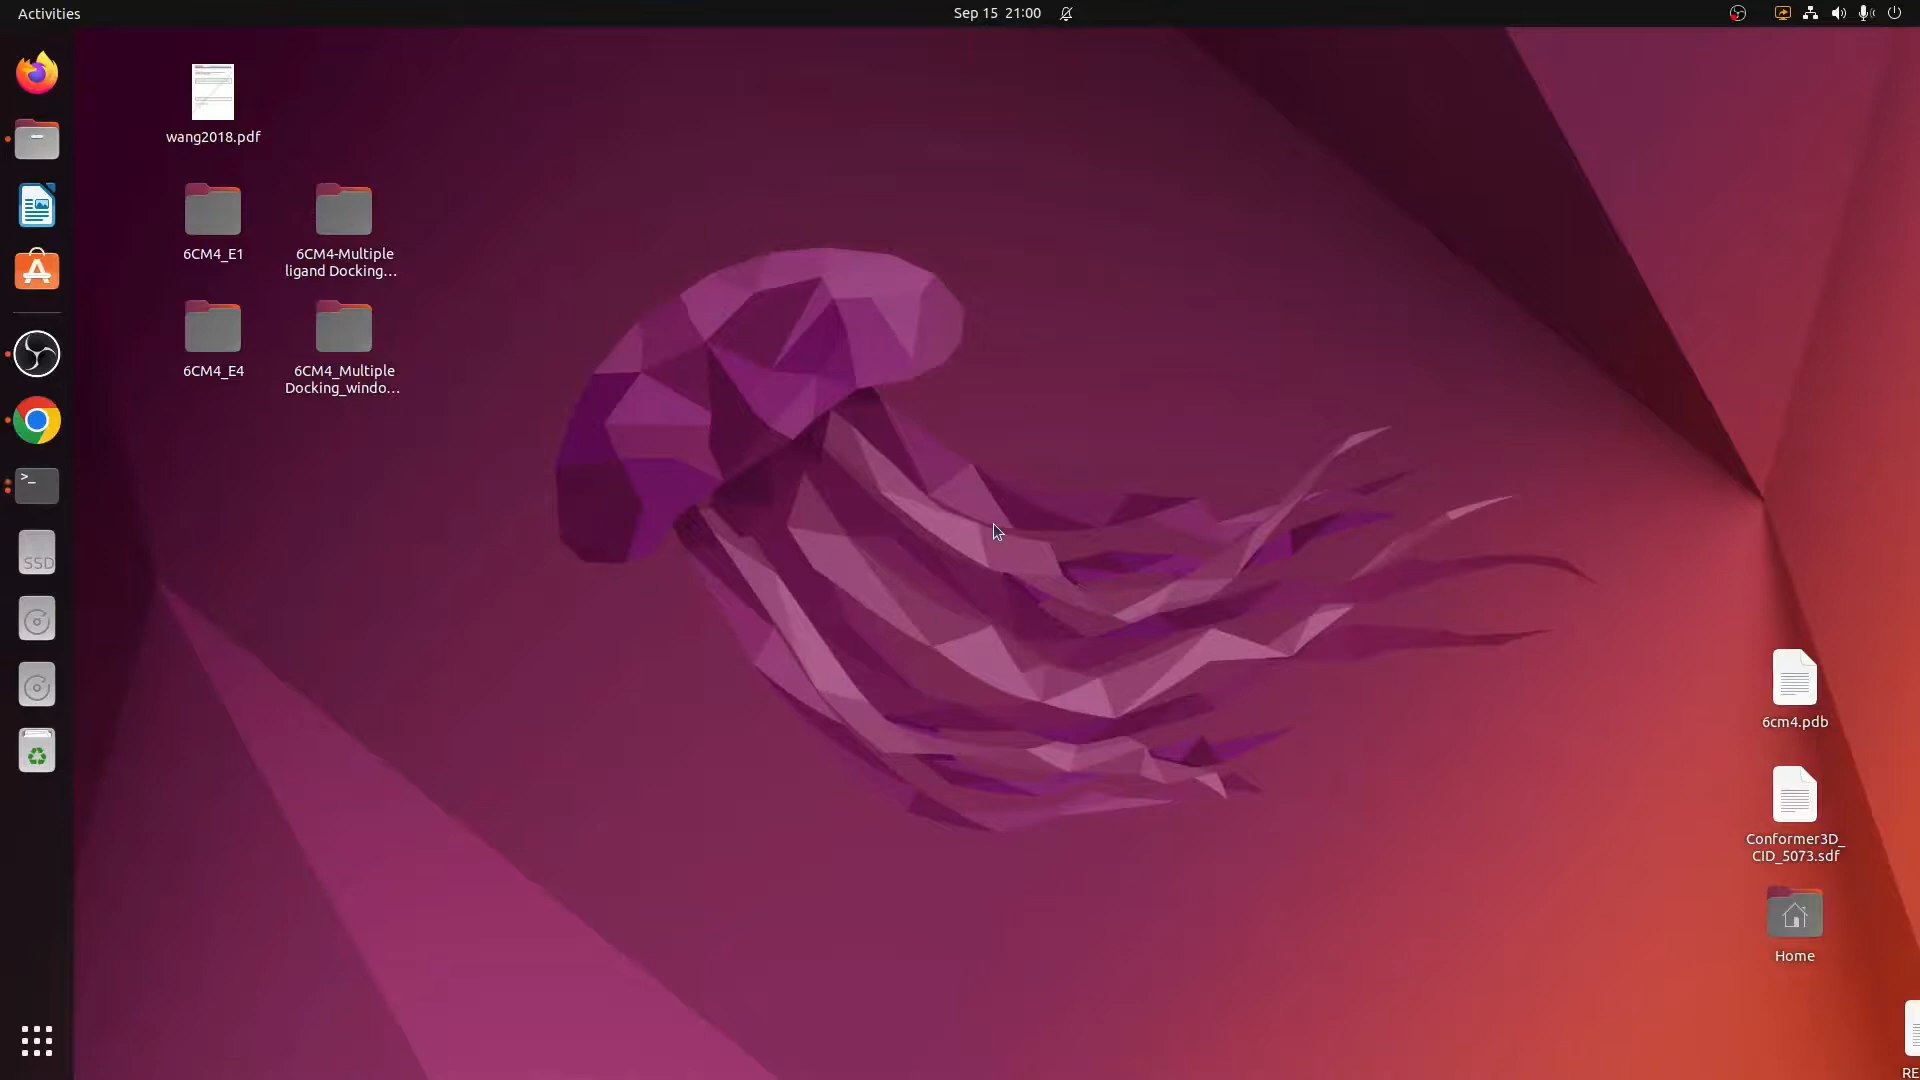 Activities
Sep 15 21:00
wang2018.pdf
6CM4_E1
6CM4-Multiple
ligand Docking...
6CM4_E4
6CM4_Multiple
Docking_windo...
>_
SSD
6cm4.pdb
Conformer3D_
CID_5073.sdf
Home
RE